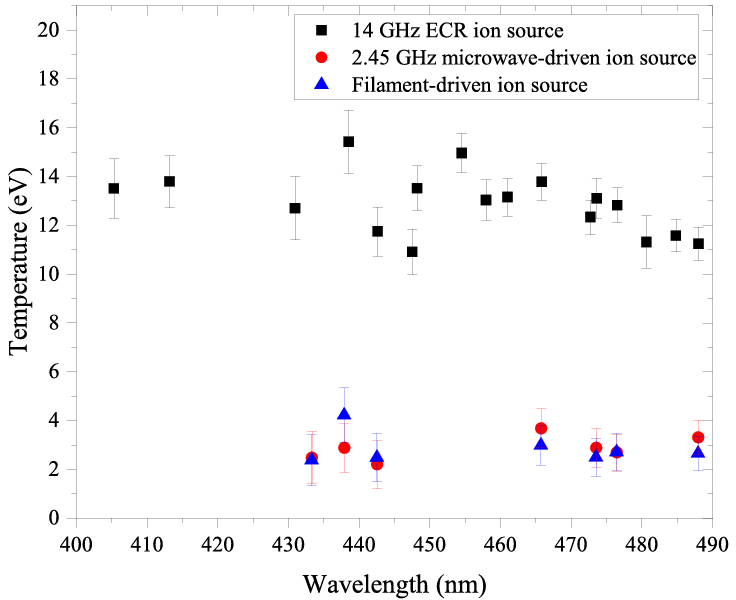 14 GHz ECR ion source
2.45 GHz microwave-driven ion source
Filament-driven ion source
Temperature (eV)
20
18
16
14
12
10
8
6
4
2
0
400 410 420 430 440 450 460 470 480 490
Wavelength (nm)